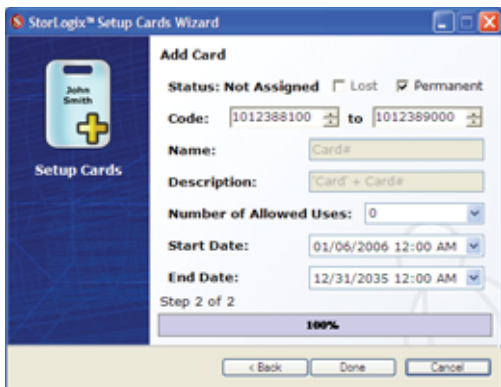 StorLogix™ Setup Cards Wizard
Add Card
John
Smith
Setup Cards
Status: Not Assigned Lost Permanent
Code: 1012388100 to 1012389000
Name: Card#
Description: 'Card' + Card#
Number of Allowed Uses: 0
Start Date: 01/06/2006 12:00 AM
End Date: 12/31/2035 12:00 AM
Step 2 of 2
100%
< Back Done Cancel